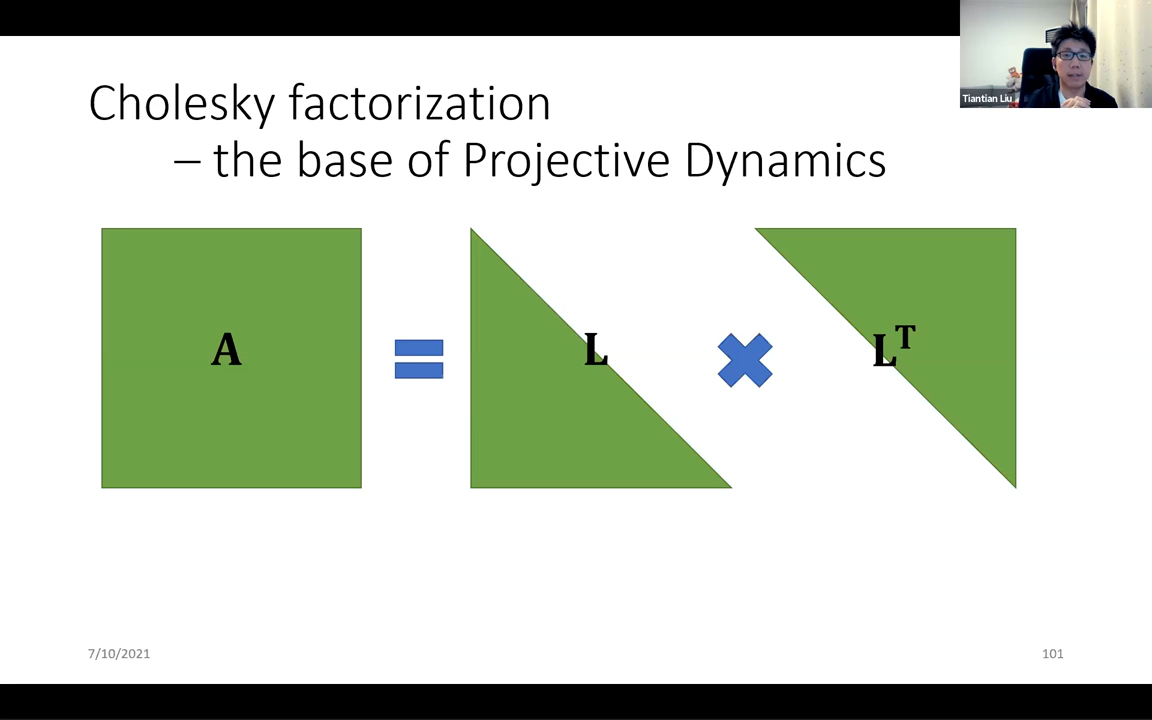 Tiantian Liu
Cholesky factorization
– the base of Projective Dynamics
A
L
L^T
7/10/2021
101